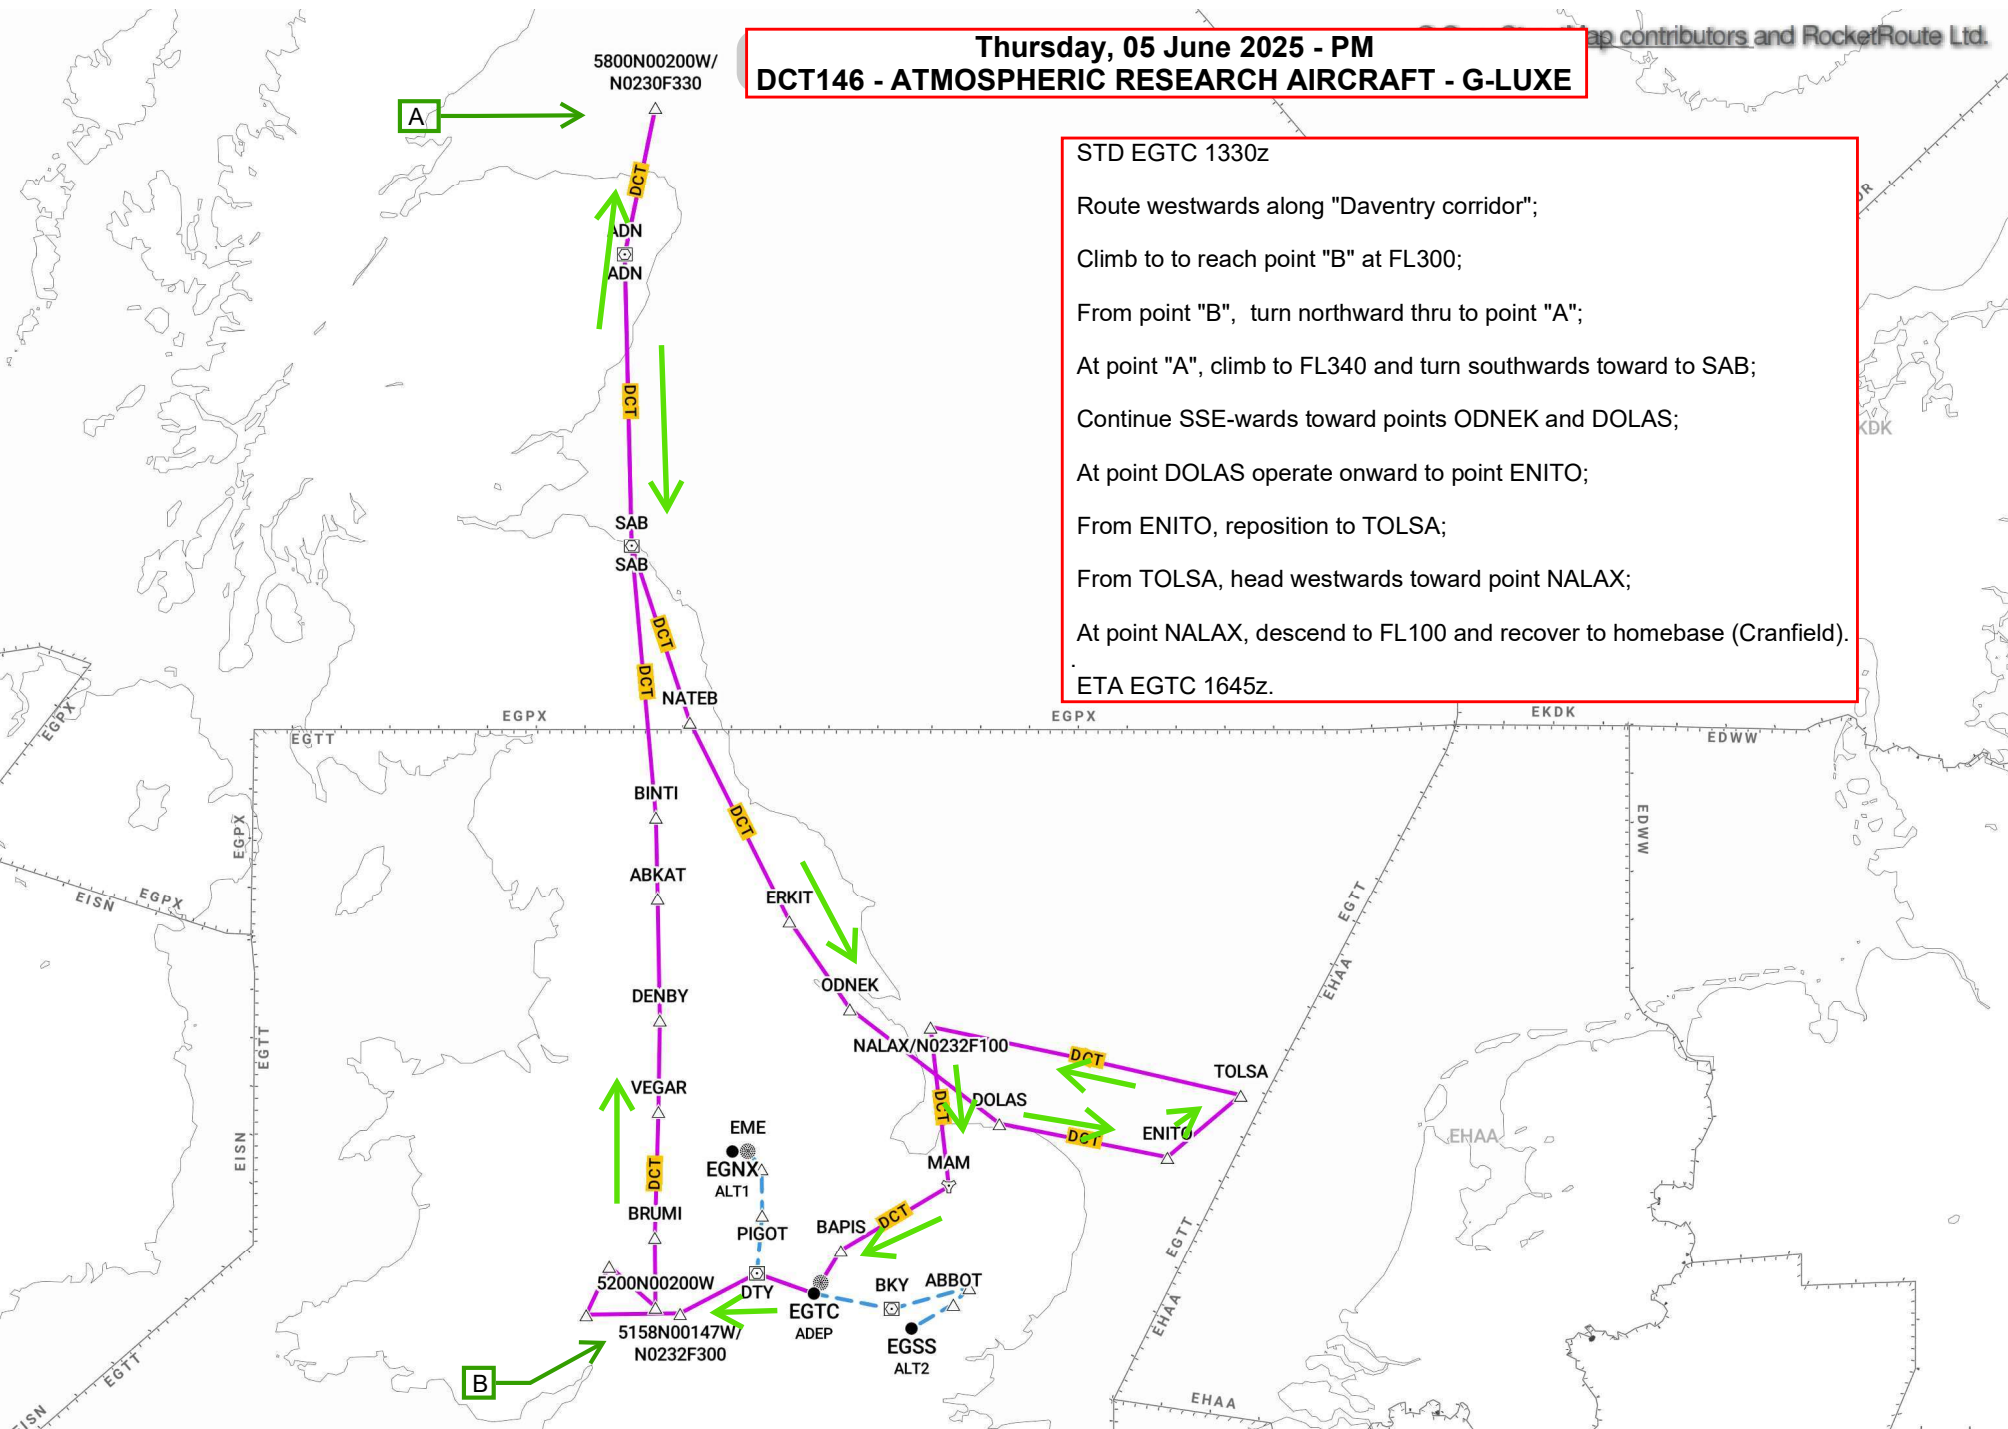 ap contributors and RocketRoute Ltd.
Thursday, 05 June 2025 - PM
DCT146 - ATMOSPHERIC RESEARCH AIRCRAFT - G-LUXE
5800N00200W/
N0230F330
A
STD EGTC 1330z
Route westwards along "Daventry corridor";
Climb to to reach point "B" at FL300;
From point "B",  turn northward thru to point "A";
At point "A", climb to FL340 and turn southwards toward to SAB;
Continue SSE-wards toward points ODNEK and DOLAS;
At point DOLAS operate onward to point ENITO;
From ENITO, reposition to TOLSA;
From TOLSA, head westwards toward point NALAX;
At point NALAX, descend to FL100 and recover to homebase (Cranfield).
.
ETA EGTC 1645z.
DCT
ADN
ADN
DCT
KDK
SAB
SAB
DCT
DCT
NATEB
EGPX
EGPX
EGPX
EKDK
EGTT
EDWW
BINTI
DCT
EGPX
EDWW
ABKAT
ERKIT
EGPX
EISN
EGTT
EHAA
ODNEK
DENBY
EGTT
NALAX/N0232F100
DCT
TOLSA
VEGAR
DCT
DOLAS
EME
DCT
ENITO
EHAA
EISN
EGNX
ALT1
MAM
DCT
BRUMI
DCT
BAPIS
PIGOT
EGTT
5200N00200W
DTY
BKY
ABBOT
EGTC
ADEP
EHAA
5158N00147W/
N0232F300
EGSS
ALT2
B
EGTT
EHAA
ISN